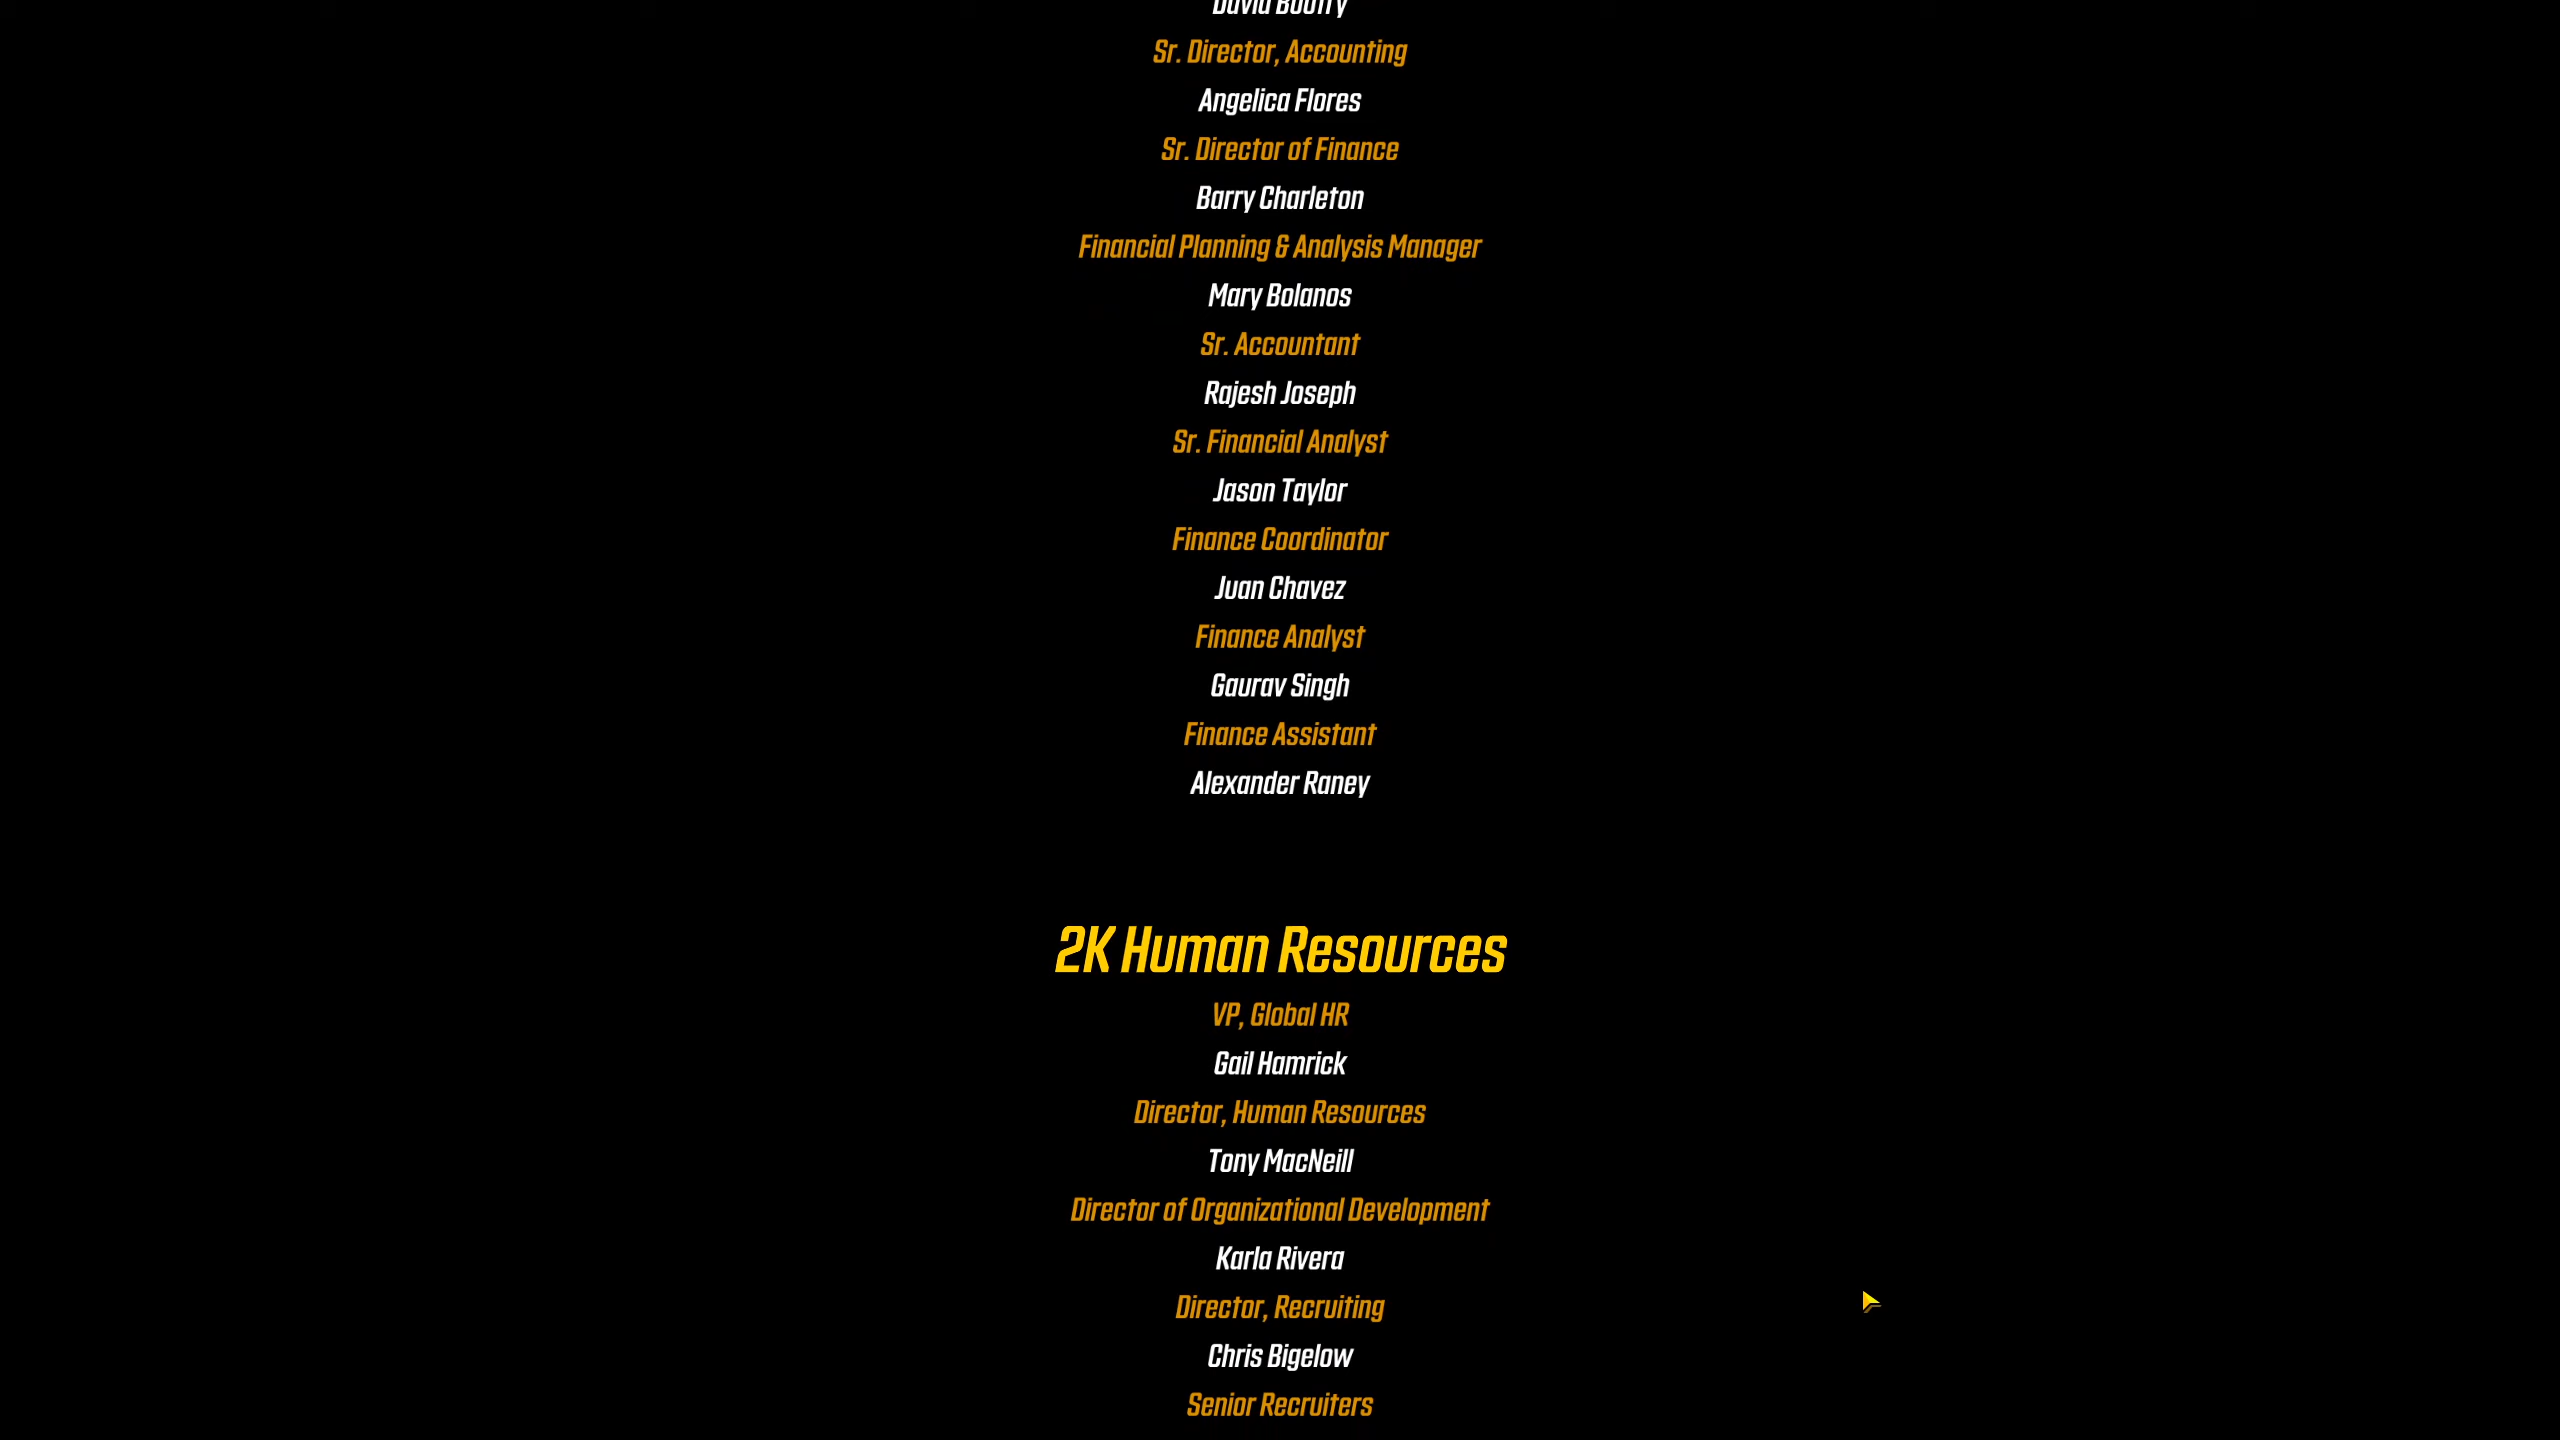 David Boutry
Sr. Director, Accounting
Angelica Flores
Sr. Director of Finance
Barry Charleton
Financial Planning & Analysis Manager
Mary Bolanos
Sr. Accountant
Rajesh Joseph
Sr. Financial Analyst
Jason Taylor
Finance Coordinator
Juan Chavez
Finance Analyst
Gaurav Singh
Finance Assistant
Alexander Raney
2K Human Resources
VP, Global HR
Gail Hamrick
Director, Human Resources
Tony MacNeill
Director of Organizational Development
Karla Rivera
Director, Recruiting
Chris Bigelow
Senior Recruiters